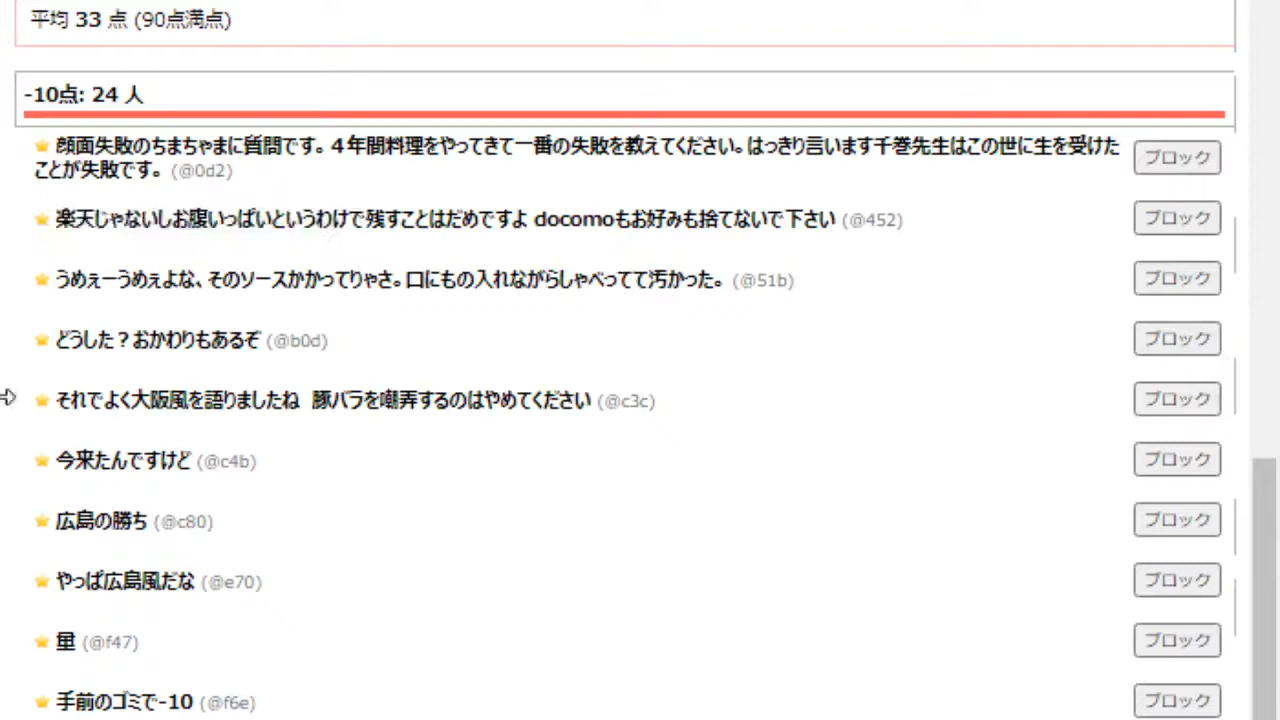 平均 33 点 (90点満点)
-10点: 24 人
顔面失敗のちまちゃまに質問です。４年間料理をやってきて一番の失敗を教えてください。はっきり言います千巻先生はこの世に生を受けた
ことが失敗です。 (@0d2)
ブロック
楽天じゃないしお腹いっぱいというわけで残すことはだめですよ docomoもお好みも捨てないで下さい (@452)
ブロック
うめぇーうめぇよな、そのソースかかってりゃさ。口にもの入れながらしゃべってて汚かった。 (@51b)
ブロック
どうした？おかわりもあるぞ (@b0d)
ブロック
それでよく大阪風を語りましたね 豚バラを嘲弄するのはやめてください (@c3c)
ブロック
今来たんですけど (@c4b)
ブロック
広島の勝ち (@c80)
ブロック
やっぱ広島風だな (@e70)
ブロック
量 (@f47)
ブロック
手前のゴミで-10 (@f6e)
ブロック